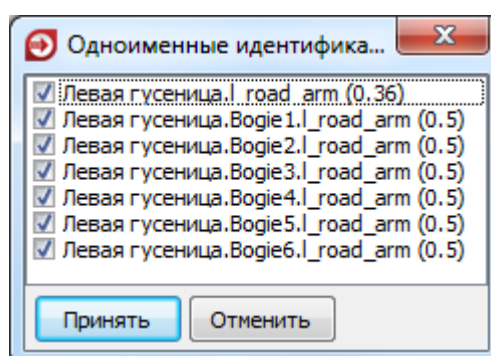 Одноименные идентифика...
Левая гусеница.l_road_arm (0.36)
Левая гусеница.Bogie1.l_road_arm (0.5)
Левая гусеница.Bogie2.l_road_arm (0.5)
Левая гусеница.Bogie3.l_road_arm (0.5)
Левая гусеница.Bogie4.l_road_arm (0.5)
Левая гусеница.Bogie5.l_road_arm (0.5)
Левая гусеница.Bogie6.l_road_arm (0.5)
Принять Отменить